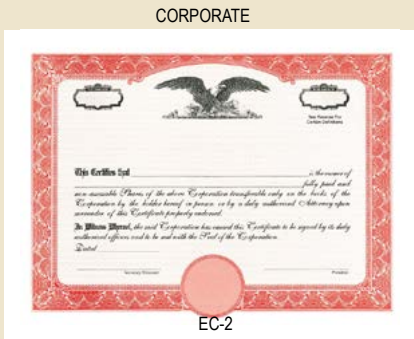 CORPORATE
See Reverse For
Certain Definitions
This Certifies that is the owner of
fully paid and
non-assessable Shares of the above Corporation transferable only on the books of the
Corporation by the holder hereof in person or by a duly authorized Attorney upon
surrender of this Certificate properly endorsed.
In Witness Whereof, the said Corporation has caused this Certificate to be signed by its duly
authorized officers and to be sealed with the Seal of the Corporation.
Dated
Secretary/Treasurer President
EC-2